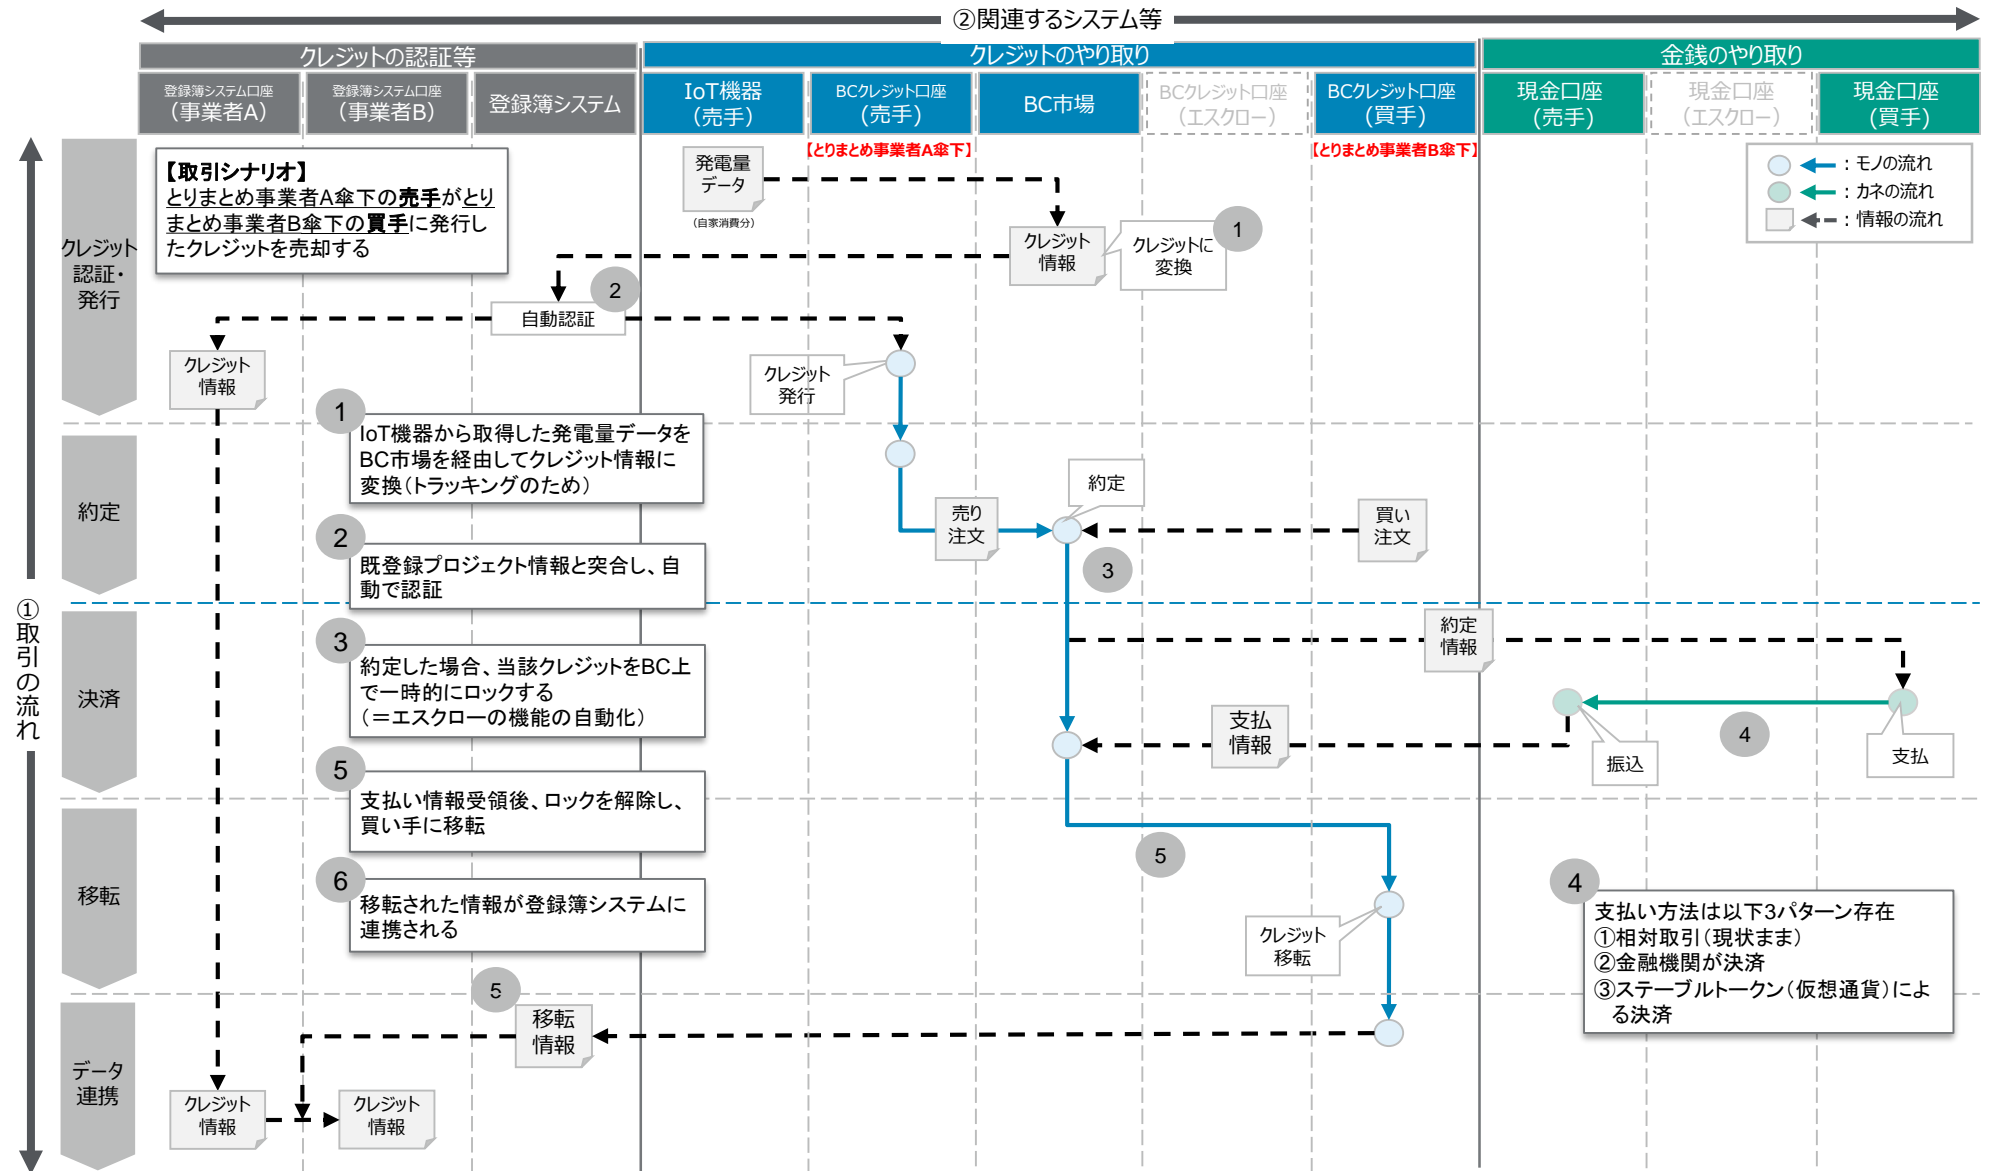 ②関連するシステム等
クレジットの認証等
クレジットのやり取り
金銭のやり取り
登録簿システム口座
(事業者A)
登録簿システム口座
(事業者B)
登録簿システム
IoT機器
(売手)
BCクレジット口座
(売手)
BC市場
BCクレジット口座
(エスクロー)
BCクレジット口座
(買手)
現金口座
(売手)
現金口座
(エスクロー)
現金口座
(買手)
【とりまとめ事業者A傘下】
【とりまとめ事業者B傘下】
①取引の流れ
クレジット
認証・
発行
【取引シナリオ】
とりまとめ事業者A傘下の売手がとり
まとめ事業者B傘下の買手に発行し
たクレジットを売却する
発電量
データ
(自家消費分)
クレジット
情報
クレジットに
変換
1
：モノの流れ
：カネの流れ
：情報の流れ
2
自動認証
クレジット
情報
クレジット
発行
約定
1
IoT機器から取得した発電量データを
BC市場を経由してクレジット情報に
変換(トラッキングのため)
約定
売り
注文
買い
注文
3
2
既登録プロジェクト情報と突合し、自
動で認証
決済
3
約定した場合、当該クレジットをBC上
で一時的にロックする
(＝エスクローの機能の自動化)
約定
情報
支払
情報
振込
4
支払
5
支払い情報受領後、ロックを解除し、
買い手に移転
移転
5
6
移転された情報が登録簿システムに
連携される
クレジット
移転
4
支払い方法は以下3パターン存在
①相対取引(現状まま)
②金融機関が決済
③ステーブルトークン(仮想通貨)によ
る決済
データ
連携
5
移転
情報
クレジット
情報
クレジット
情報